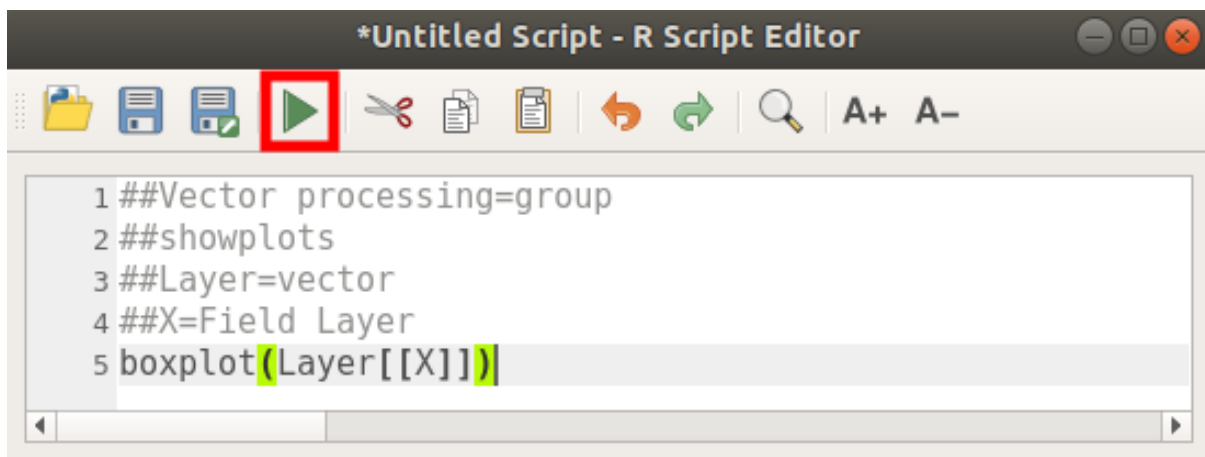 *Untitled Script - R Script Editor
A+ A-
1 ##Vector processing=group
2 ##showplots
3 ##Layer=vector
4 ##X=Field Layer
5 boxplot(Layer[[X]])